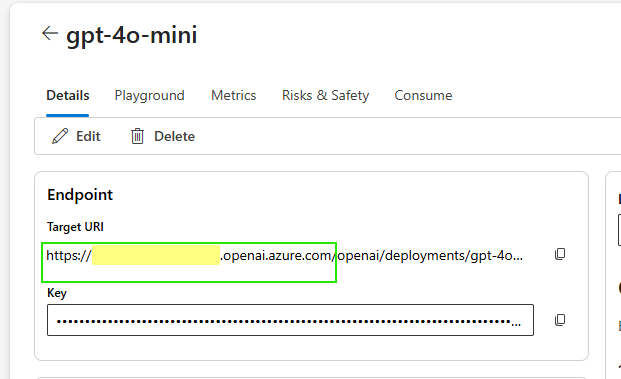 gpt-4o-mini
Details Playground Metrics Risks & Safety Consume
Edit Delete
Endpoint
Target URI
https:// .openai.azure.com/openai/deployments/gpt-4o...
Key
••••••••••••••••••••••••••••••••••••••••••••••••••••••••••••••••••••••••••••••••...